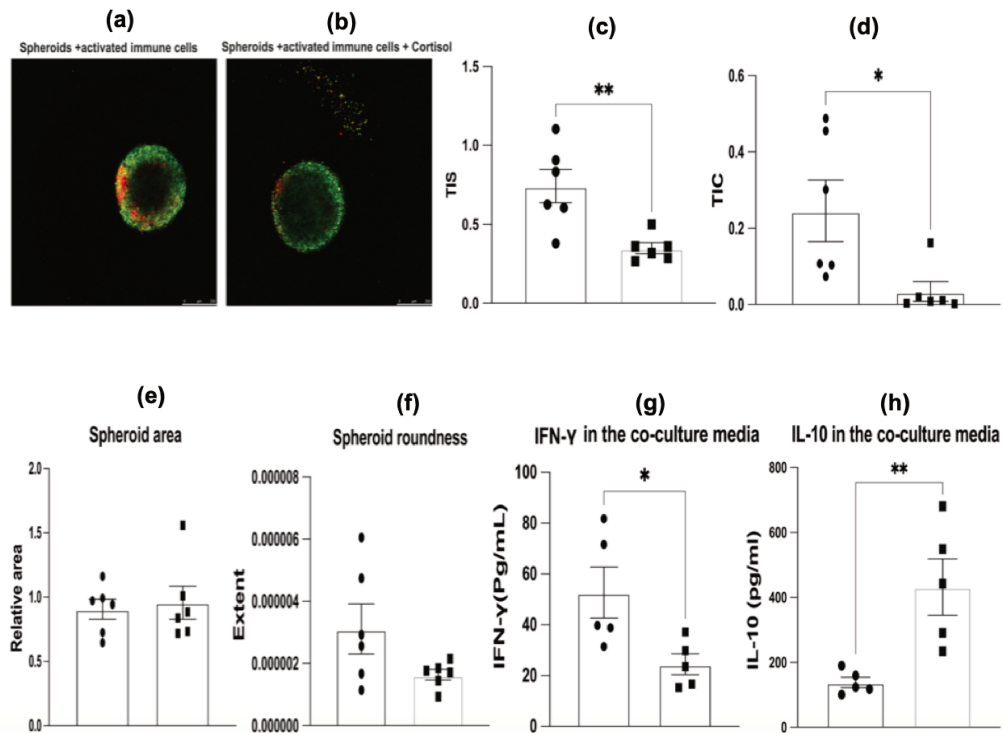 (a)
(b)
(c)
(d)
Spheroids +activated immune cells
Spheroids +activated immune cells + Cortisol
TIS
1.5
1.0
0.5
0.0
**
TIC
0.6
0.4
0.2
0.0
*
(e)
(f)
(g)
(h)
Spheroid area
Relative area
2.0
1.5
1.0
0.5
0.0
Spheroid roundness
Extent
0.000008
0.000006
0.000004
0.000002
0.000000
IFN-γ in the co-culture media
IFN-γ(Pg/mL)
100
80
60
40
20
0
*
IL-10 in the co-culture media
IL-10 (pg/ml)
800
600
400
200
0
**